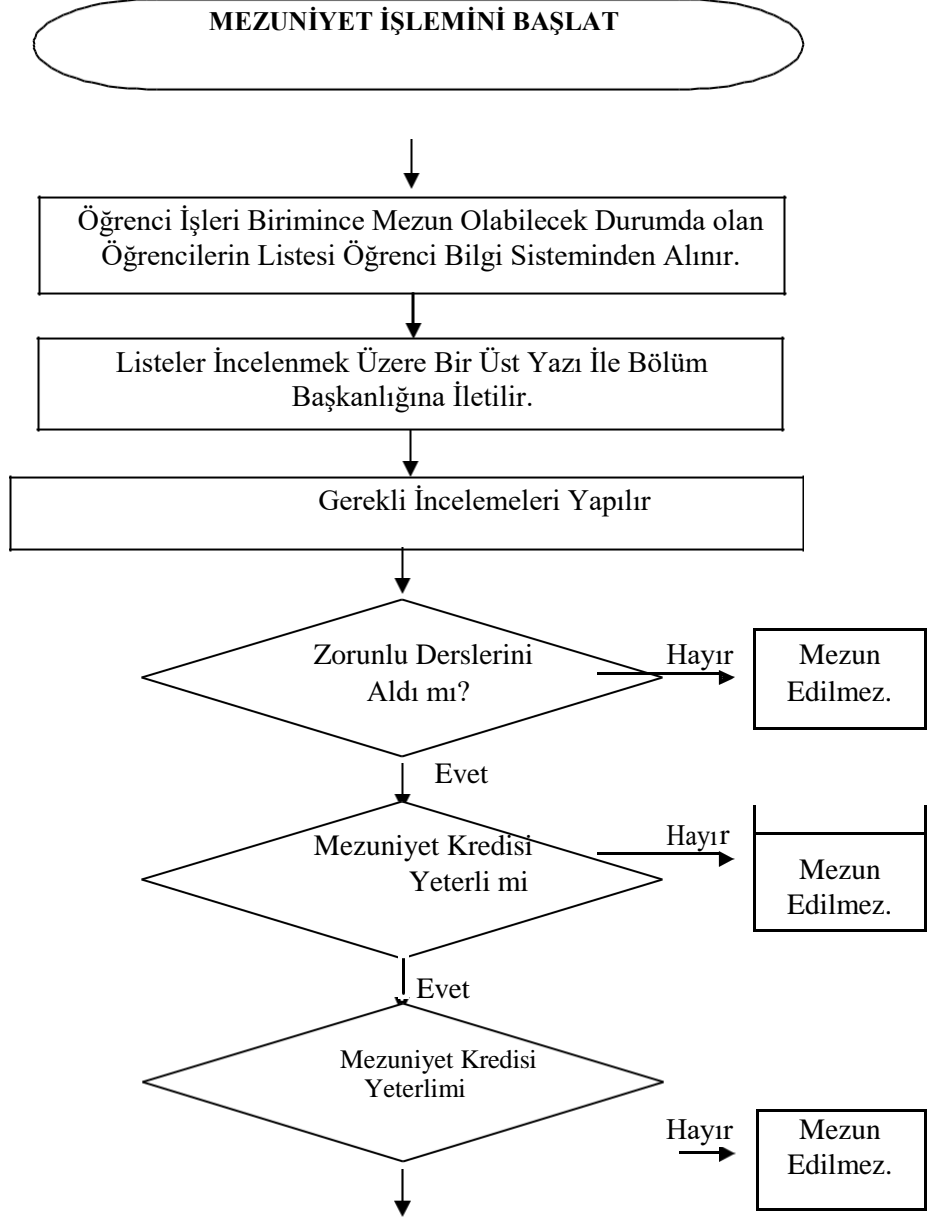 MEZUNİYET İŞLEMİNİ BAŞLAT
Öğrenci İşleri Birimince Mezun Olabilecek Durumda olan
Öğrencilerin Listesi Öğrenci Bilgi Sisteminden Alınır.
Listeler İncelenmek Üzere Bir Üst Yazı İle Bölüm
Başkanlığına İletilir.
Gerekli İncelemeleri Yapılır
Zorunlu Derslerini
Aldı mı?
Hayır
Mezun
Edilmez.
Evet
Mezuniyet Kredisi
Yeterli mi
Hayır
Mezun
Edilmez.
Evet
Mezuniyet Kredisi
Yeterlimi
Hayır
Mezun
Edilmez.